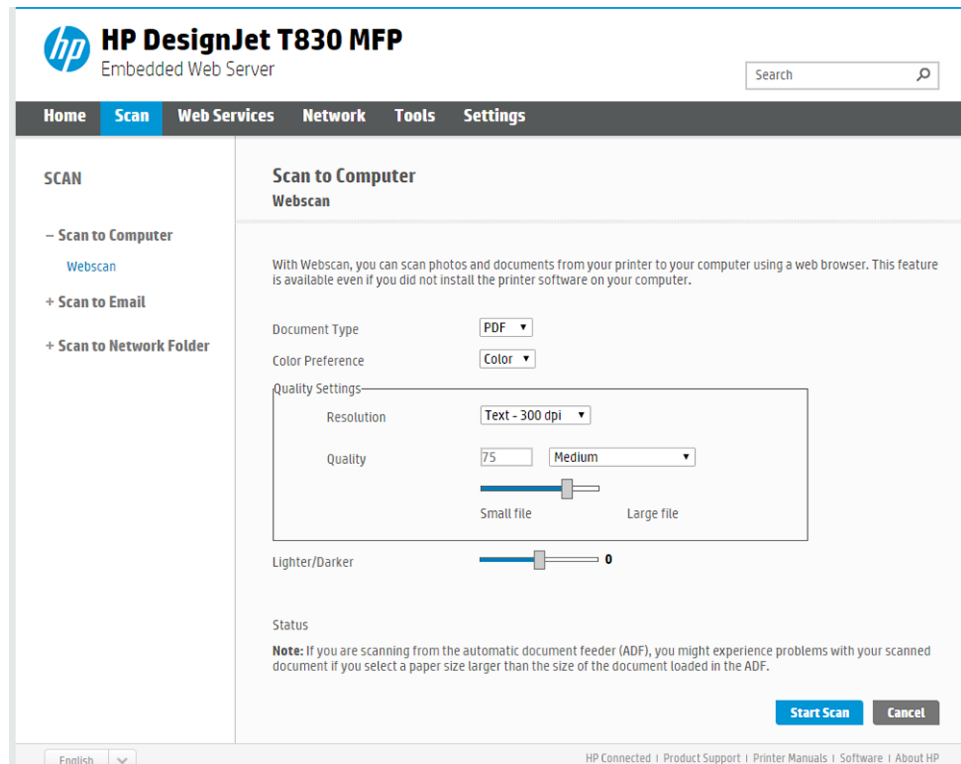 hp
HP DesignJet T830 MFP
Embedded Web Server
Search
Home Scan Web Services Network Tools Settings
SCAN
– Scan to Computer
Webscan
+ Scan to Email
+ Scan to Network Folder
Scan to Computer
Webscan
With Webscan, you can scan photos and documents from your printer to your computer using a web browser. This feature
is available even if you did not install the printer software on your computer.
Document Type PDF
Color Preference Color
Quality Settings
Resolution Text - 300 dpi
Quality 75 Medium
Small file Large file
Lighter/Darker 0
Status
Note: If you are scanning from the automatic document feeder (ADF), you might experience problems with your scanned
document if you select a paper size larger than the size of the document loaded in the ADF.
Start Scan Cancel
English
HP Connected | Product Support | Printer Manuals | Software | About HP